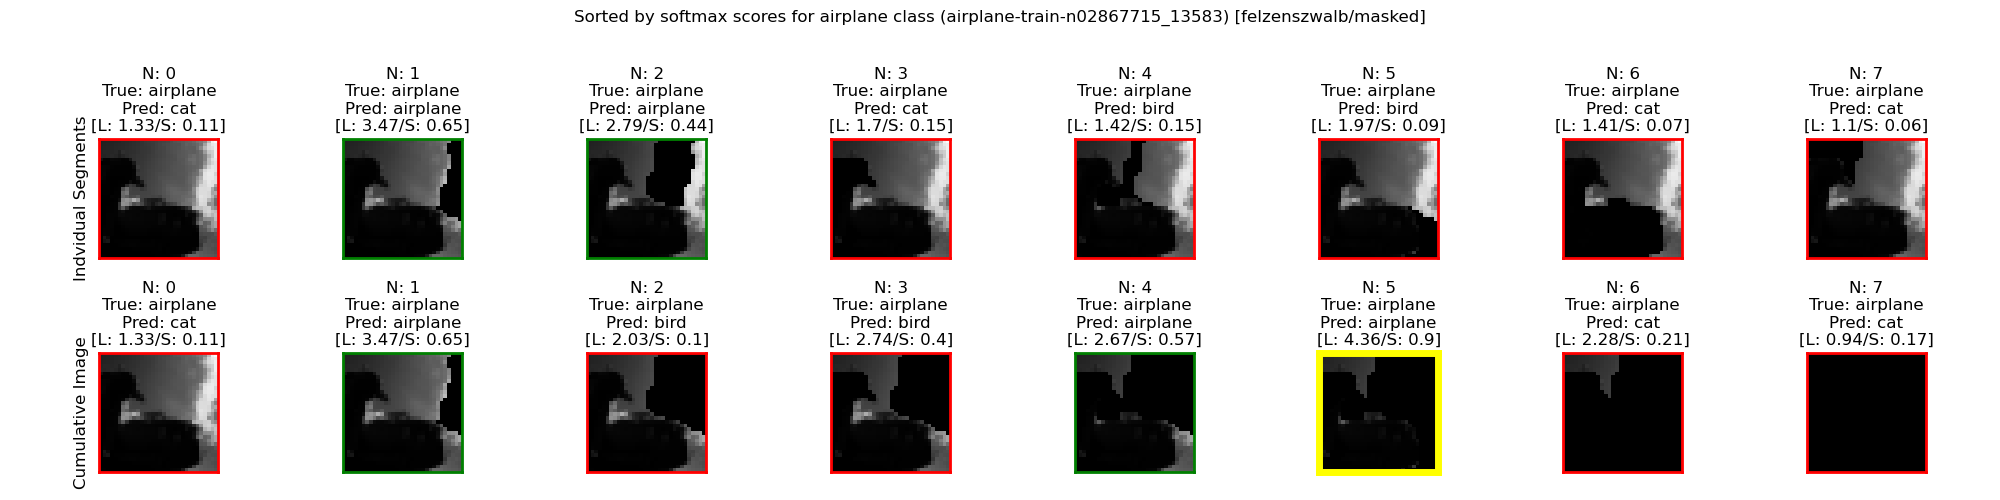 Sorted by softmax scores for airplane class (airplane-train-n02867715_13583) [felzenszwalb/masked]
Indvidual Segments
N: 0
True: airplane
Pred: cat
[L: 1.33/S: 0.11]
N: 1
True: airplane
Pred: airplane
[L: 3.47/S: 0.65]
N: 2
True: airplane
Pred: airplane
[L: 2.79/S: 0.44]
N: 3
True: airplane
Pred: cat
[L: 1.7/S: 0.15]
N: 4
True: airplane
Pred: bird
[L: 1.42/S: 0.15]
N: 5
True: airplane
Pred: bird
[L: 1.97/S: 0.09]
N: 6
True: airplane
Pred: cat
[L: 1.41/S: 0.07]
N: 7
True: airplane
Pred: cat
[L: 1.1/S: 0.06]
Cumulative Image
N: 0
True: airplane
Pred: cat
[L: 1.33/S: 0.11]
N: 1
True: airplane
Pred: airplane
[L: 3.47/S: 0.65]
N: 2
True: airplane
Pred: bird
[L: 2.03/S: 0.1]
N: 3
True: airplane
Pred: bird
[L: 2.74/S: 0.4]
N: 4
True: airplane
Pred: airplane
[L: 2.67/S: 0.57]
N: 5
True: airplane
Pred: airplane
[L: 4.36/S: 0.9]
N: 6
True: airplane
Pred: cat
[L: 2.28/S: 0.21]
N: 7
True: airplane
Pred: cat
[L: 0.94/S: 0.17]